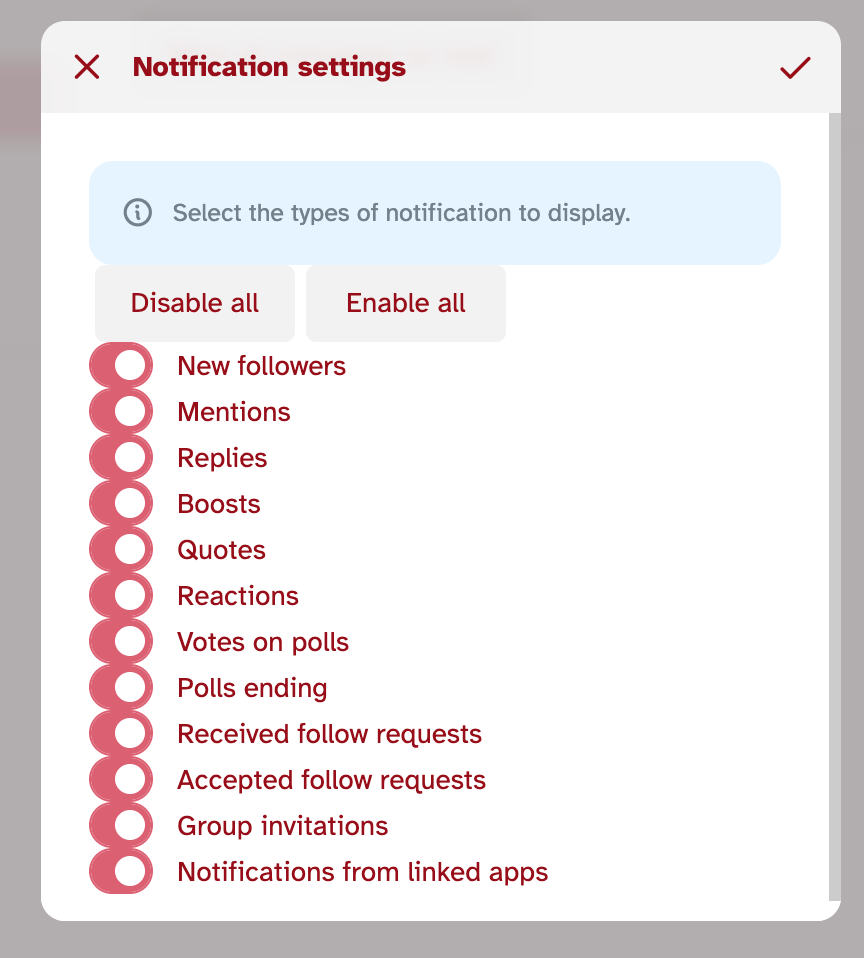 Notification settings
Select the types of notification to display.
Disable all
Enable all
New followers
Mentions
Replies
Boosts
Quotes
Reactions
Votes on polls
Polls ending
Received follow requests
Accepted follow requests
Group invitations
Notifications from linked apps